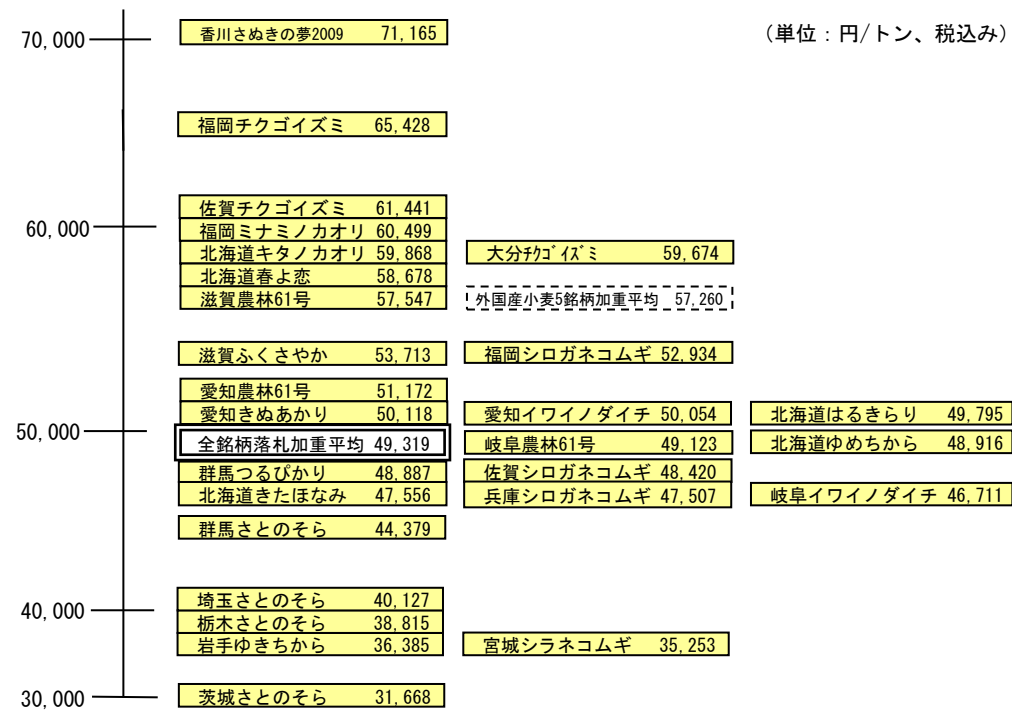 70,000 香川さぬきの夢2009 71,165 (単位:円/トン、税込み)
福岡チクゴイズミ 65,428
佐賀チクゴイズミ 61,441
60,000 福岡ミナミノカオリ 60,499
北海道キタノカオリ 59,868 大分ﾁｸｺﾞｲｽﾞﾐ 59,674
北海道春よ恋 58,678
滋賀農林61号 57,547 外国産小麦5銘柄加重平均 57,260
滋賀ふくさやか 53,713 福岡シロガネコムギ 52,934
愛知農林61号 51,172
愛知きぬあかり 50,118 愛知イワイノダイチ 50,054 北海道はるきらり 49,795
50,000 全銘柄落札加重平均 49,319 岐阜農林61号 49,123 北海道ゆめちから 48,916
群馬つるぴかり 48,887 佐賀シロガネコムギ 48,420
北海道きたほなみ 47,556 兵庫シロガネコムギ 47,507 岐阜イワイノダイチ 46,711
群馬さとのそら 44,379
40,000 埼玉さとのそら 40,127
栃木さとのそら 38,815
岩手ゆきちから 36,385 宮城シラネコムギ 35,253
30,000 茨城さとのそら 31,668